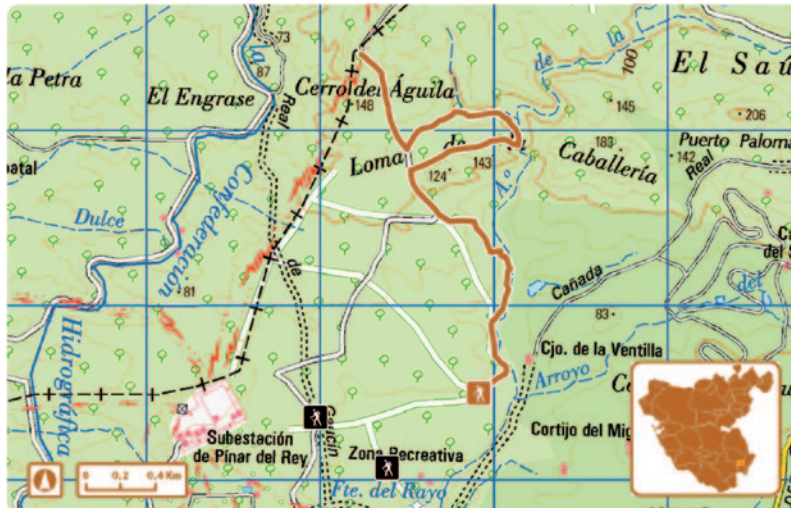 73
la
87
La Petra
El Engrase
Real
Cerro del Águila
148
de
la
100
El Saú
145
206
183
Puerto Paloma
142
Real
Loma
de
124
143
Caballería
A.º
patal
Dulce
Confederación
de
81
Hidrográfica
Cañada
83
del
Cjo. de la Ventilla
Arroyo
Cortijo del Mig
Subestación
de Pinar del Rey
Zona Recreativa
Fte. del Rayo
0 0,2 0,4 Km